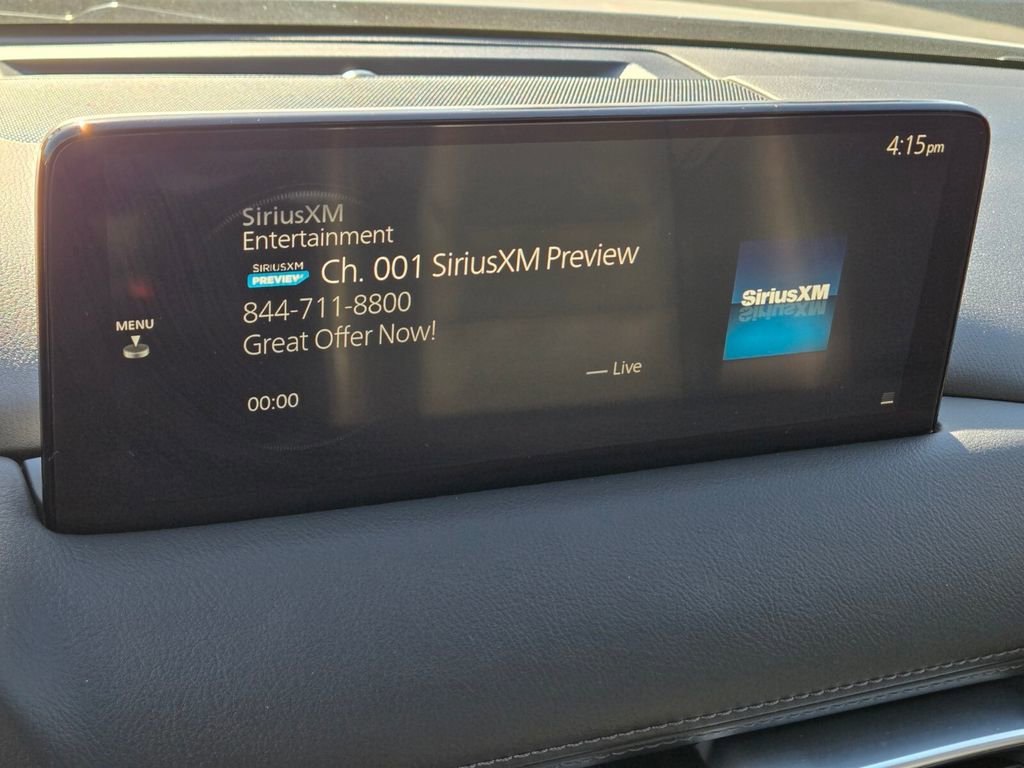 4:15pm
SiriusXM
Entertainment
SIRIUSXM
PREVIEW
Ch. 001 SiriusXM Preview
844-711-8800
Great Offer Now!
Live
00:00
MENU
SiriusXM